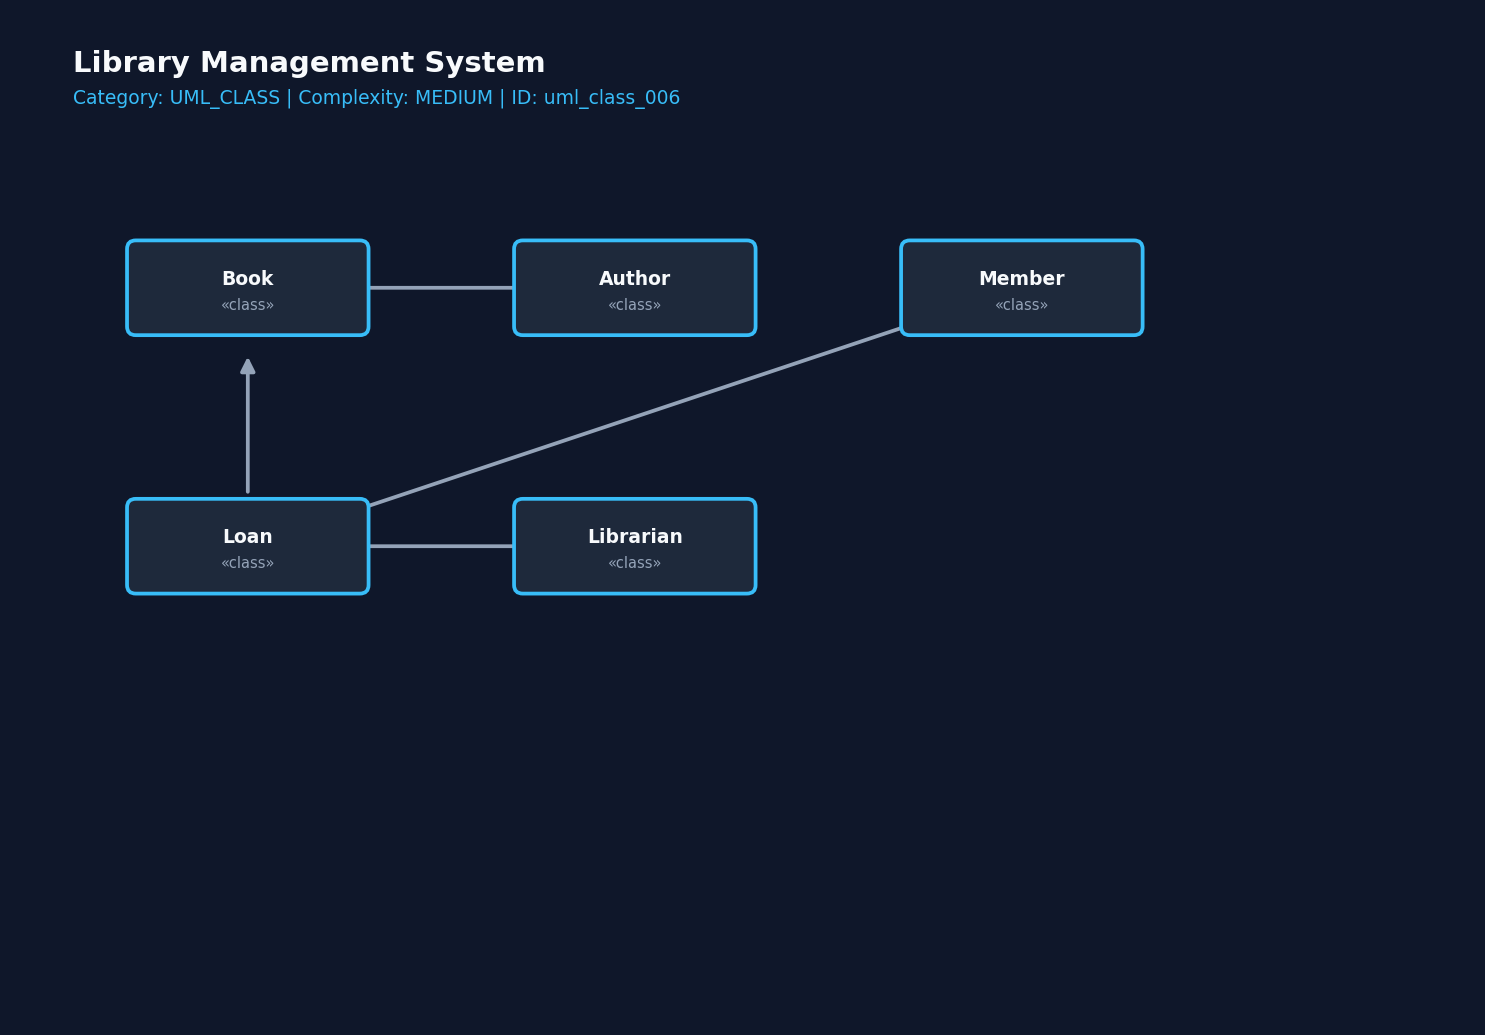 Library Management System
Category: UML_CLASS | Complexity: MEDIUM | ID: uml_class_006
Book
«class»
Author
«class»
Member
«class»
Loan
«class»
Librarian
«class»